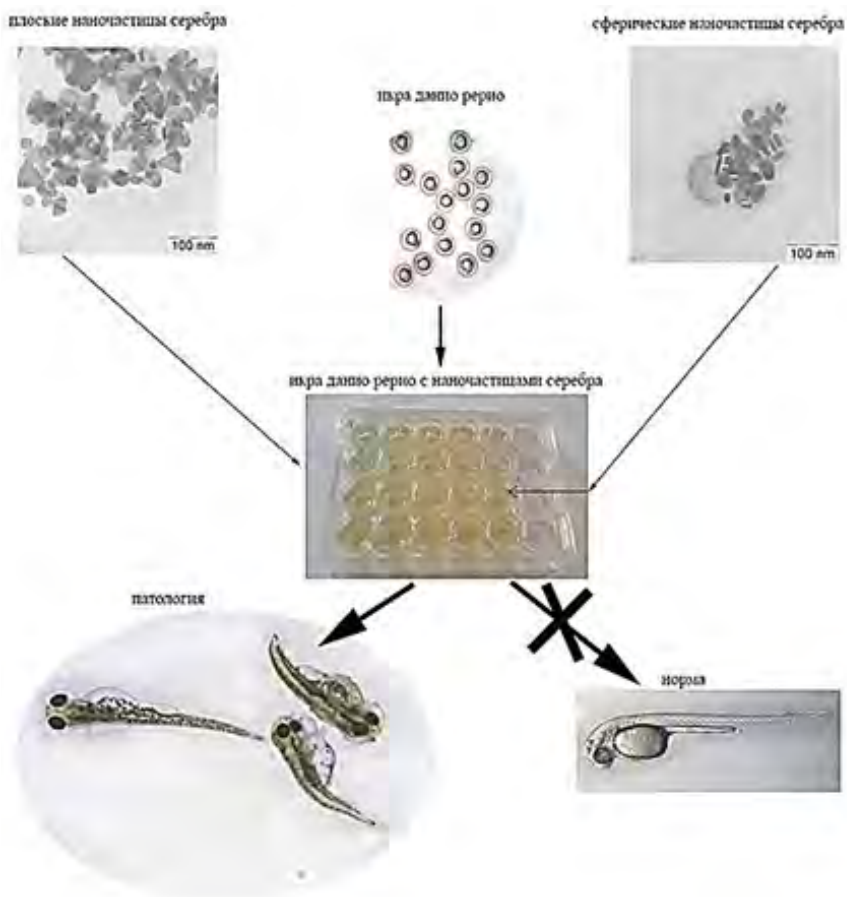 плоские наночастицы серебра
сферические наночастицы серебра
икра данио рерио
100 nm
100 nm
икра данио рерио с наночастицами серебра
патология
норма